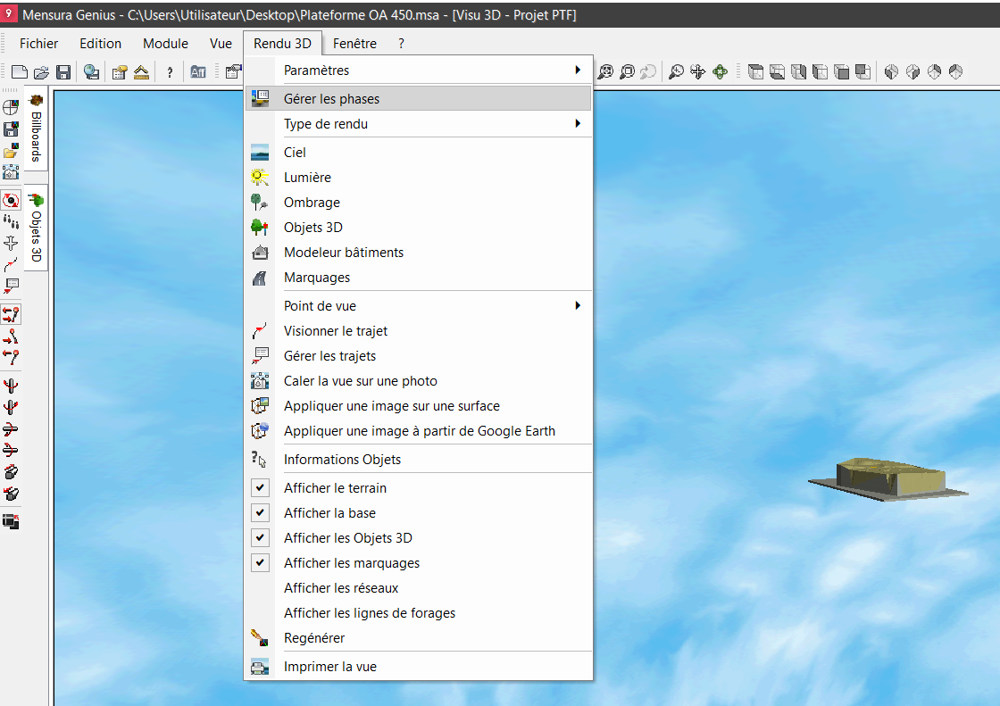 Mensura Genius - C:\Users\Utilisateur\Desktop\Plateforme OA 450.msa - [Visu 3D - Projet PTF]
Fichier Edition Module Vue Rendu 3D Fenêtre ?
? Aff
Billboards
Objets 3D
Paramètres
Gérer les phases
Type de rendu
Ciel
Lumière
Ombrage
Objets 3D
Modeleur bâtiments
Marquages
Point de vue
Visionner le trajet
Gérer les trajets
Caler la vue sur une photo
Appliquer une image sur une surface
Appliquer une image à partir de Google Earth
Informations Objets
Afficher le terrain
Afficher la base
Afficher les Objets 3D
Afficher les marquages
Afficher les réseaux
Afficher les lignes de forages
Regénérer
Imprimer la vue